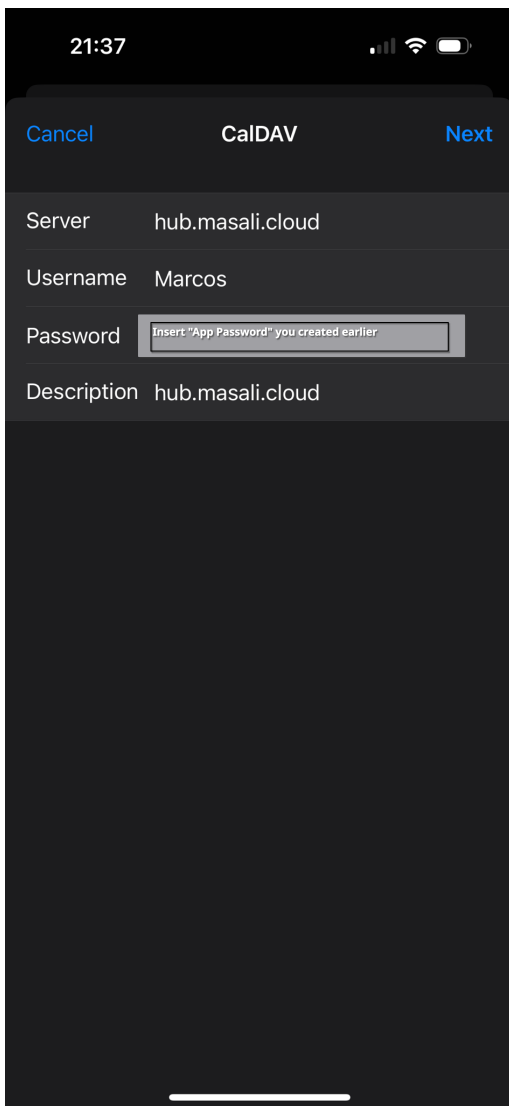 21:37
Cancel CalDAV Next
Server hub.masali.cloud
Username Marcos
Password Insert "App Password" you created earlier
Description hub.masali.cloud